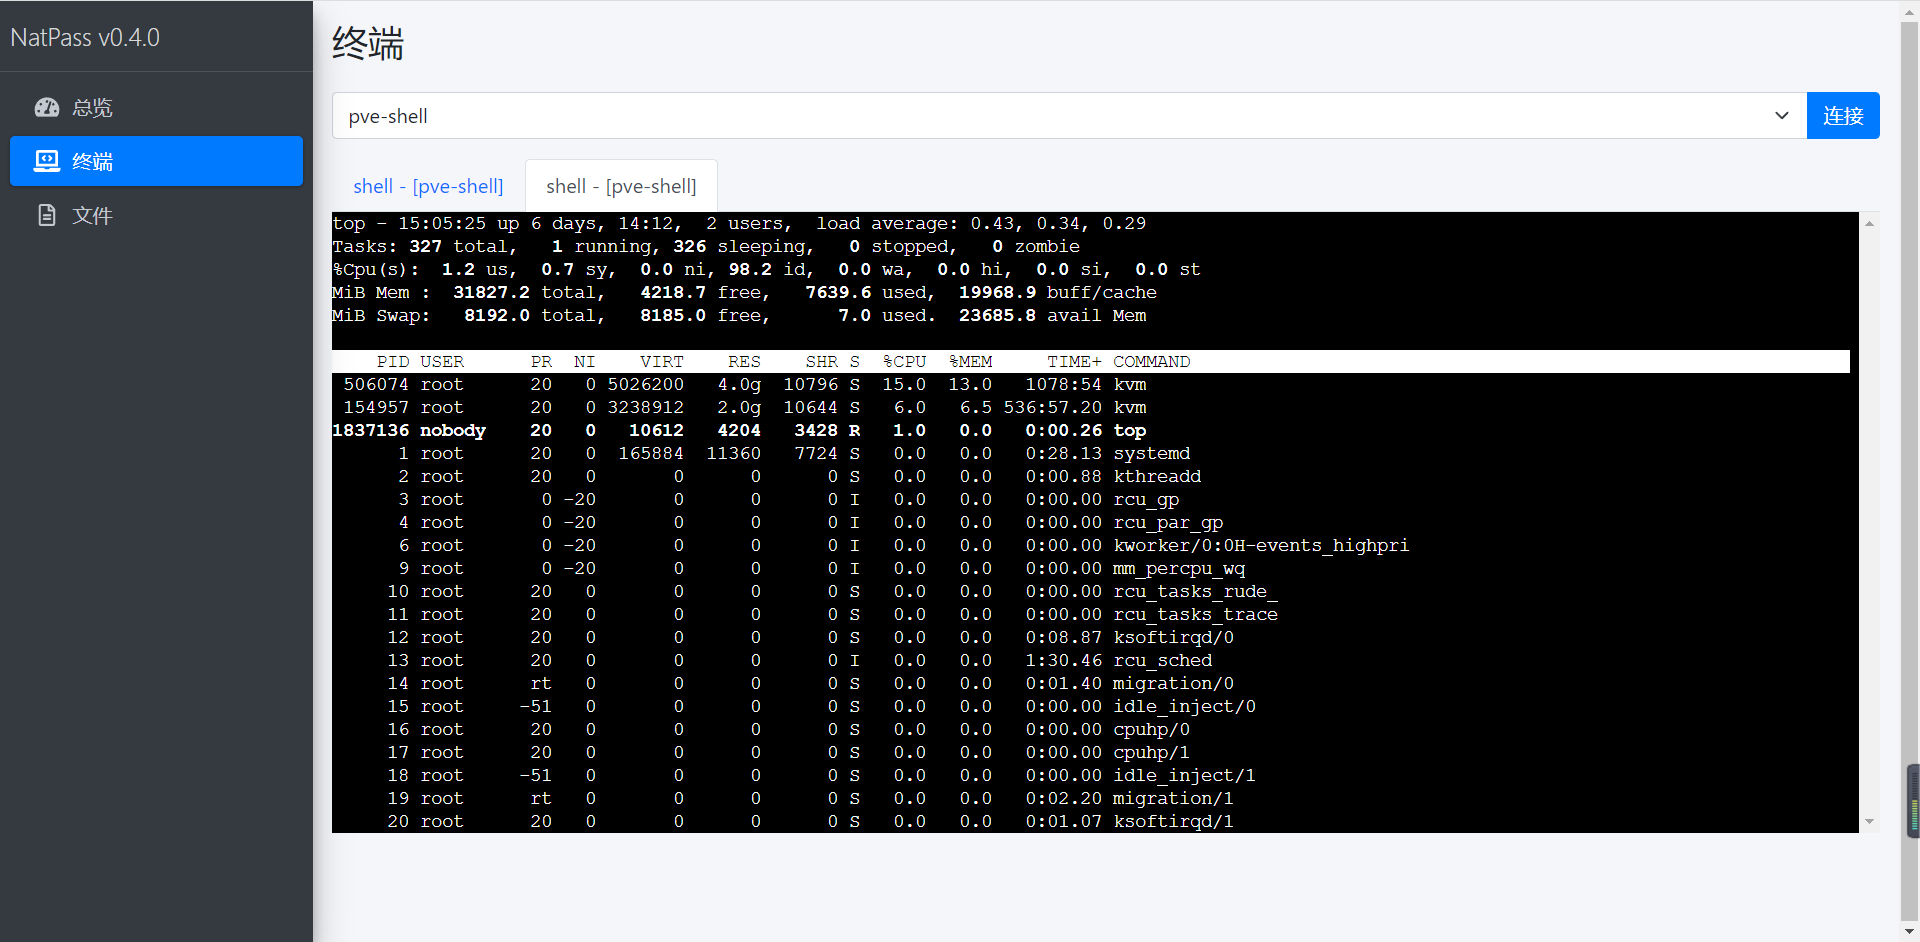 NatPass v0.4.0
总览
终端
文件
终端
pve-shell
连接
shell - [pve-shell]
shell - [pve-shell]
top - 15:05:25 up 6 days, 14:12,  2 users,  load average: 0.43, 0.34, 0.29
Tasks: 327 total,   1 running, 326 sleeping,   0 stopped,   0 zombie
%Cpu(s):  1.2 us,  0.7 sy,  0.0 ni, 98.2 id,  0.0 wa,  0.0 hi,  0.0 si,  0.0 st
MiB Mem :  31827.2 total,   4218.7 free,   7639.6 used,  19968.9 buff/cache
MiB Swap:   8192.0 total,   8185.0 free,      7.0 used.  23685.8 avail Mem
PID USER      PR  NI    VIRT    RES    SHR S  %CPU  %MEM     TIME+ COMMAND
506074 root      20   0 5026200   4.0g  10796 S  15.0  13.0   1078:54 kvm
154957 root      20   0 3238912   2.0g  10644 S   6.0   6.5 536:57.20 kvm
1837136 nobody    20   0   10612   4204   3428 R   1.0   0.0   0:00.26 top
1 root      20   0  165884  11360   7724 S   0.0   0.0   0:28.13 systemd
2 root      20   0       0      0      0 S   0.0   0.0   0:00.88 kthreadd
3 root       0 -20       0      0      0 I   0.0   0.0   0:00.00 rcu_gp
4 root       0 -20       0      0      0 I   0.0   0.0   0:00.00 rcu_par_gp
6 root       0 -20       0      0      0 I   0.0   0.0   0:00.00 kworker/0:0H-events_highpri
9 root       0 -20       0      0      0 I   0.0   0.0   0:00.00 mm_percpu_wq
10 root      20   0       0      0      0 S   0.0   0.0   0:00.00 rcu_tasks_rude_
11 root      20   0       0      0      0 S   0.0   0.0   0:00.00 rcu_tasks_trace
12 root      20   0       0      0      0 S   0.0   0.0   0:08.87 ksoftirqd/0
13 root      20   0       0      0      0 I   0.0   0.0   1:30.46 rcu_sched
14 root      rt   0       0      0      0 S   0.0   0.0   0:01.40 migration/0
15 root     -51   0       0      0      0 S   0.0   0.0   0:00.00 idle_inject/0
16 root      20   0       0      0      0 S   0.0   0.0   0:00.00 cpuhp/0
17 root      20   0       0      0      0 S   0.0   0.0   0:00.00 cpuhp/1
18 root     -51   0       0      0      0 S   0.0   0.0   0:00.00 idle_inject/1
19 root      rt   0       0      0      0 S   0.0   0.0   0:02.20 migration/1
20 root      20   0       0      0      0 S   0.0   0.0   0:01.07 ksoftirqd/1